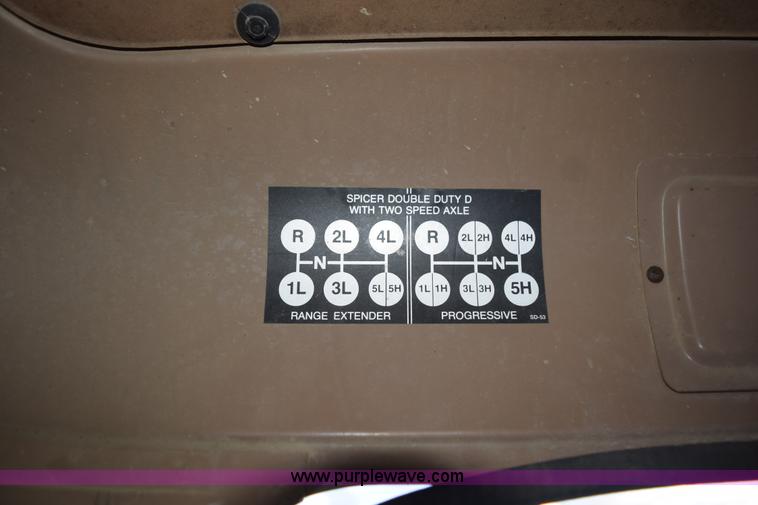 SPICER DOUBLE DUTY D
WITH TWO SPEED AXLE
R 2L 4L R 2L 2H 4L 4H
N N
1L 3L 5L 5H 1L 1H 3L 3H 5H
RANGE EXTENDER PROGRESSIVE SD-53
www.purplewave.com